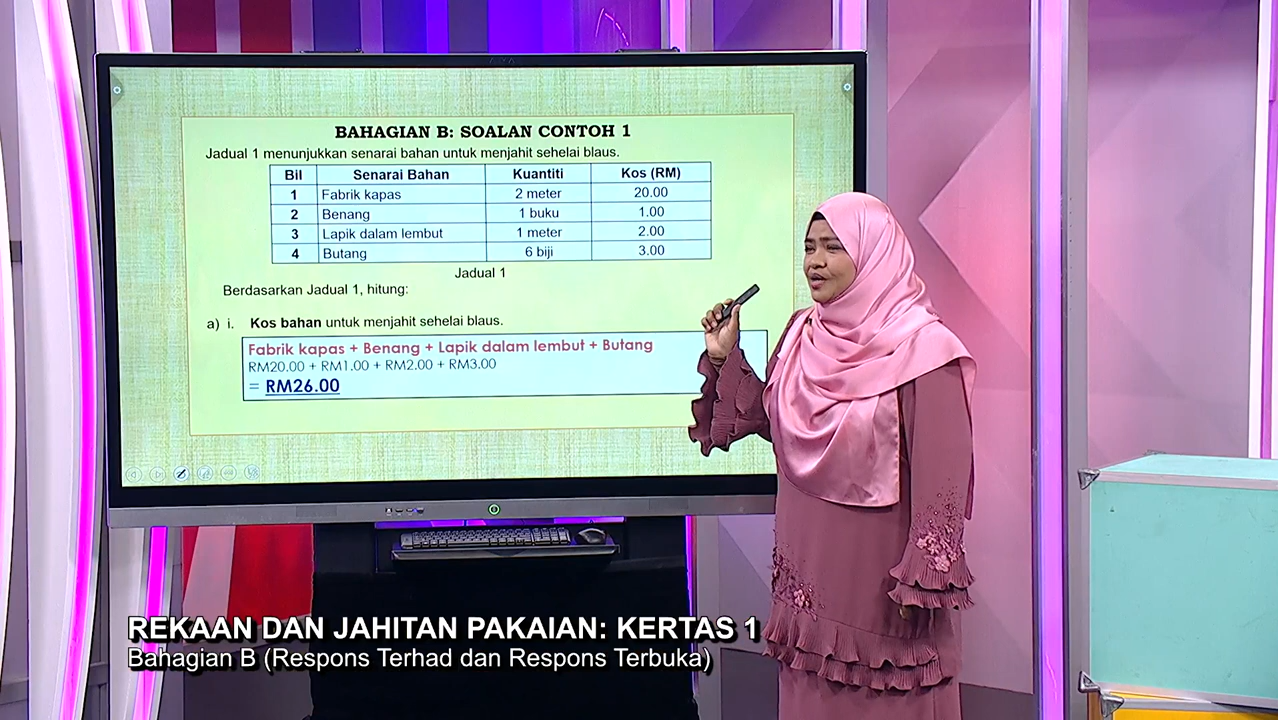 BAHAGIAN B: SOALAN CONTOH 1
Jadual 1 menunjukkan senarai bahan untuk menjahit sehelai blaus.
Bil Senarai Bahan Kuantiti Kos (RM)
1 Fabrik kapas 2 meter 20.00
2 Benang 1 buku 1.00
3 Lapik dalam lembut 1 meter 2.00
4 Butang 6 biji 3.00
Jadual 1
Berdasarkan Jadual 1, hitung:
a) i. Kos bahan untuk menjahit sehelai blaus.
Fabrik kapas + Benang + Lapik dalam lembut + Butang
RM20.00 + RM1.00 + RM2.00 + RM3.00
= RM26.00
REKAAN DAN JAHITAN PAKAIAN: KERTAS 1
Bahagian B (Respons Terhad dan Respons Terbuka)